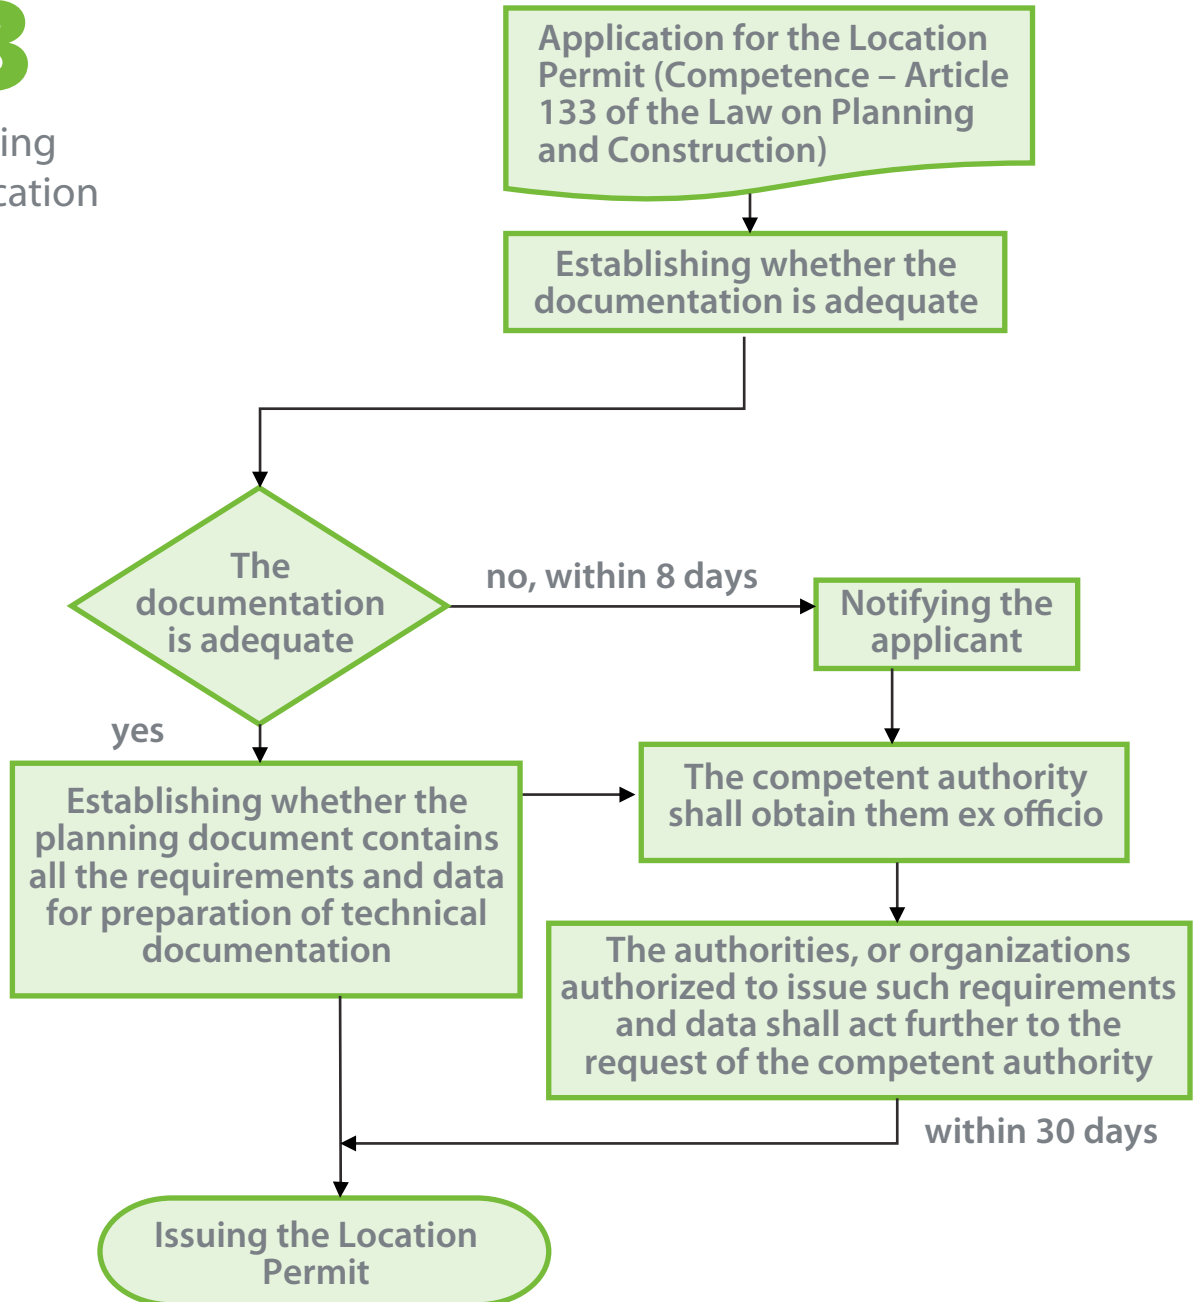 Application for the Location
Permit (Competence – Article
133 of the Law on Planning
and Construction)
Establishing whether the
documentation is adequate
The
documentation
is adequate
no, within 8 days
Notifying the
applicant
yes
Establishing whether the
planning document contains
all the requirements and data
for preparation of technical
documentation
The competent authority
shall obtain them ex officio
The authorities, or organizations
authorized to issue such requirements
and data shall act further to the
request of the competent authority
within 30 days
Issuing the Location
Permit